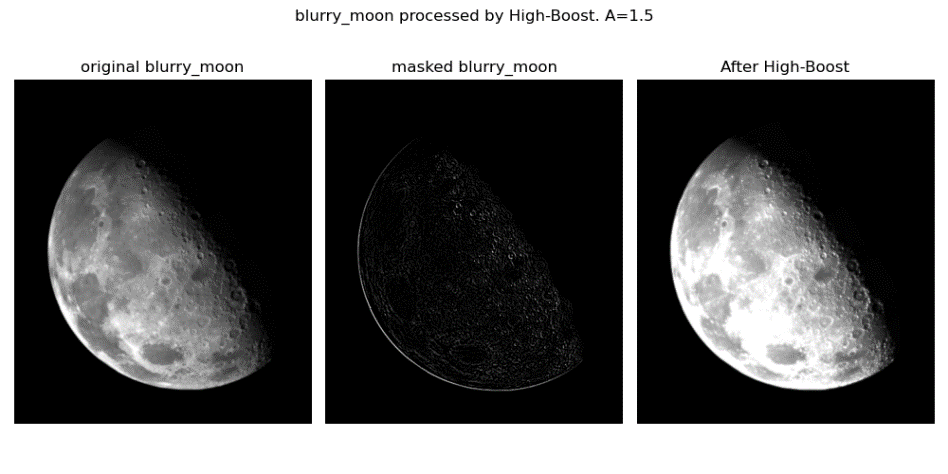 blurry_moon processed by High-Boost. A=1.5
original blurry_moon
masked blurry_moon
After High-Boost